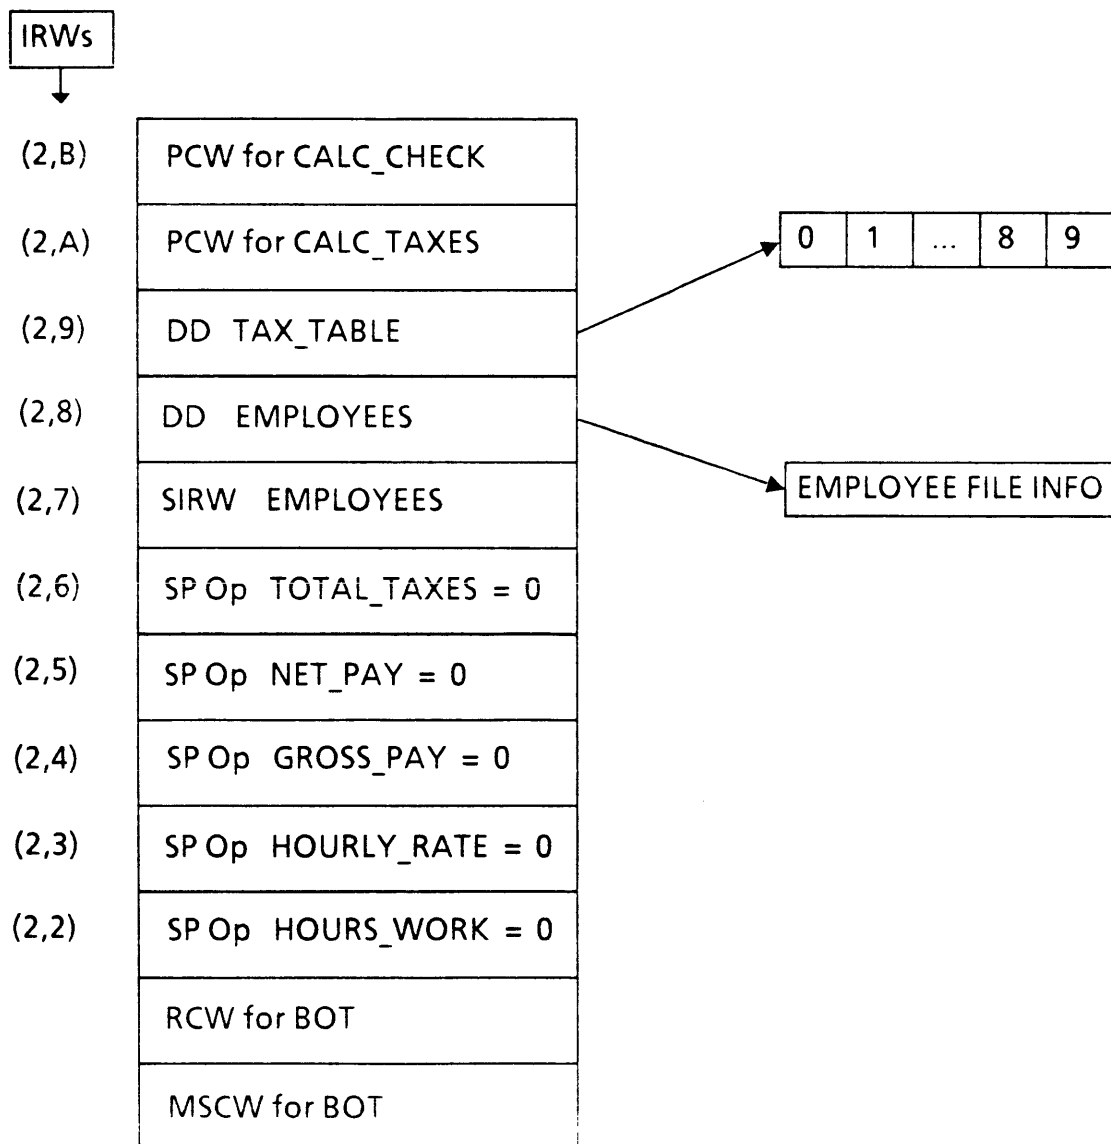 IRWs
(2,B) PCW for CALC_CHECK
(2,A) PCW for CALC_TAXES
0 1 ... 8 9
(2,9) DD TAX_TABLE
(2,8) DD EMPLOYEES
(2,7) SIRW EMPLOYEES
EMPLOYEE FILE INFO
(2,6) SP Op TOTAL_TAXES = 0
(2,5) SP Op NET_PAY = 0
(2,4) SP Op GROSS_PAY = 0
(2,3) SP Op HOURLY_RATE = 0
(2,2) SP Op HOURS_WORK = 0
RCW for BOT
MSCW for BOT